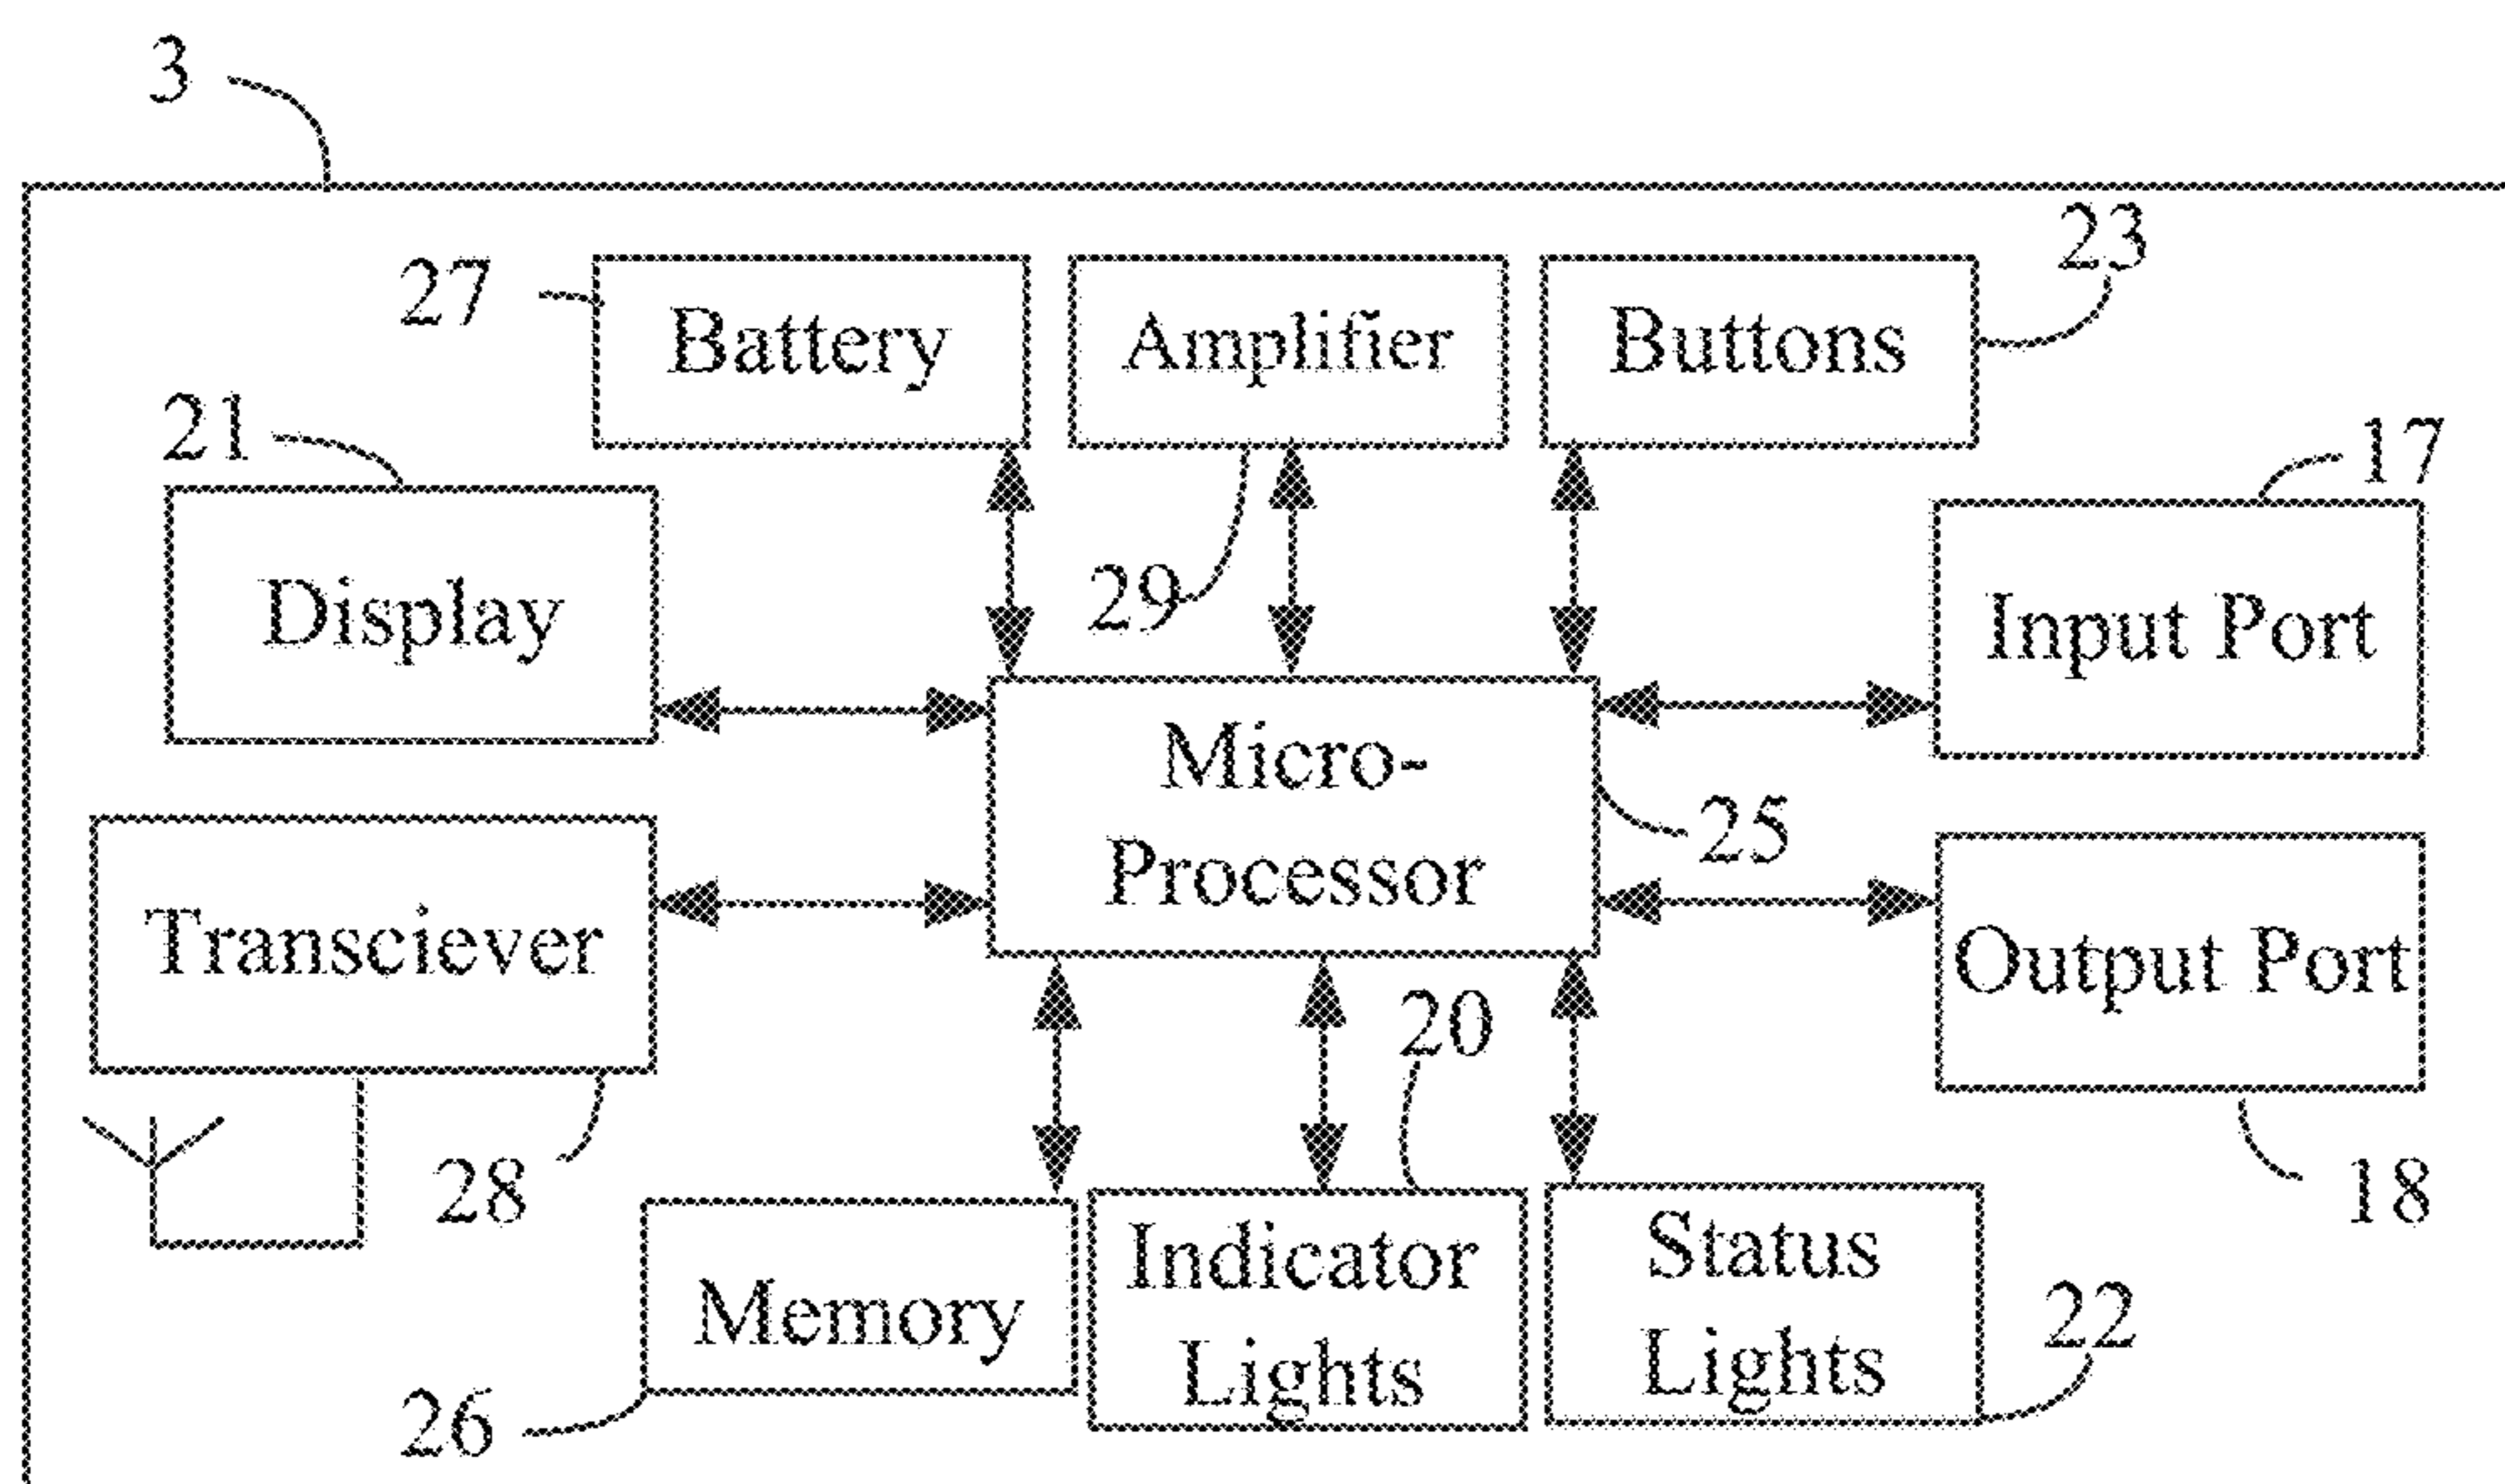 3
23
27
Battery
Amplifier
Buttons
21
17
Display
29
Input Port
Micro-
Processor
25
Transciever
Output Port
20
28
18
Memory
Indicator
Lights
Status
Lights
22
26